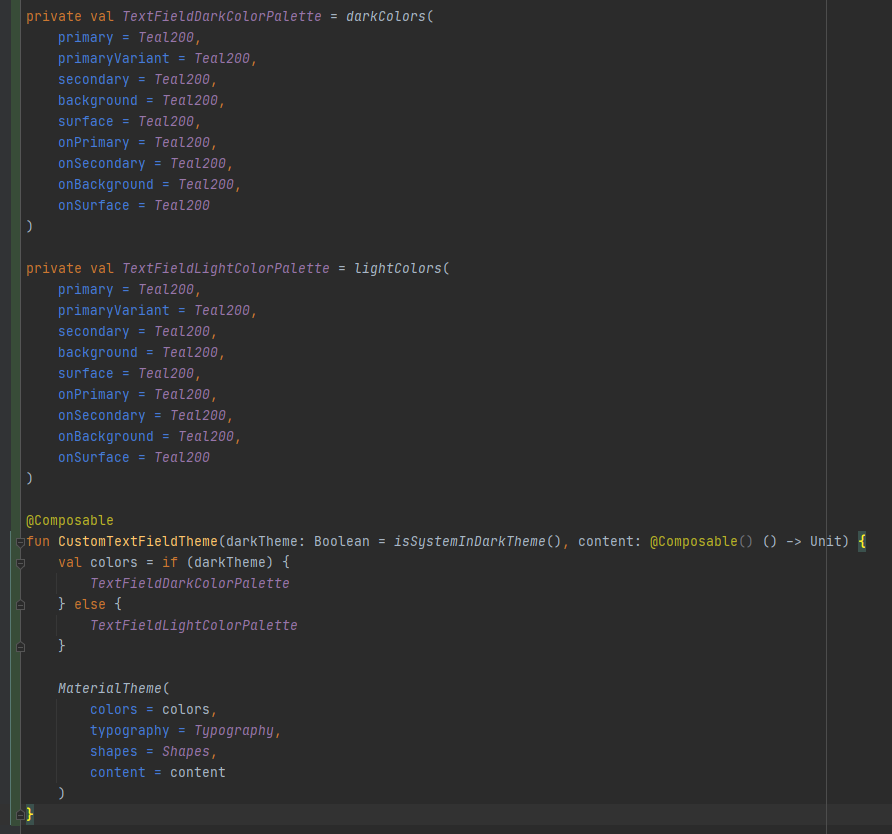 private val TextFieldDarkColorPalette = darkColors(
    primary = Teal200,
    primaryVariant = Teal200,
    secondary = Teal200,
    background = Teal200,
    surface = Teal200,
    onPrimary = Teal200,
    onSecondary = Teal200,
    onBackground = Teal200,
    onSurface = Teal200
)

private val TextFieldLightColorPalette = lightColors(
    primary = Teal200,
    primaryVariant = Teal200,
    secondary = Teal200,
    background = Teal200,
    surface = Teal200,
    onPrimary = Teal200,
    onSecondary = Teal200,
    onBackground = Teal200,
    onSurface = Teal200
)

@Composable
fun CustomTextFieldTheme(darkTheme: Boolean = isSystemInDarkTheme(), content: @Composable() () -> Unit) {
    val colors = if (darkTheme) {
        TextFieldDarkColorPalette
    } else {
        TextFieldLightColorPalette
    }

    MaterialTheme(
        colors = colors,
        typography = Typography,
        shapes = Shapes,
        content = content
    )
}